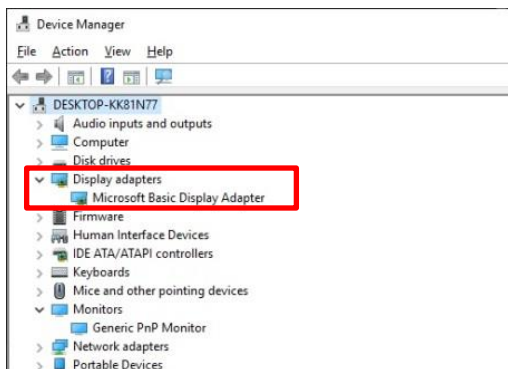 Device Manager
File Action View Help
DESKTOP-KK81N77
Audio inputs and outputs
Computer
Disk drives
Display adapters
Microsoft Basic Display Adapter
Firmware
Human Interface Devices
IDE ATA/ATAPI controllers
Keyboards
Mice and other pointing devices
Monitors
Generic PnP Monitor
Network adapters
Portable Devices